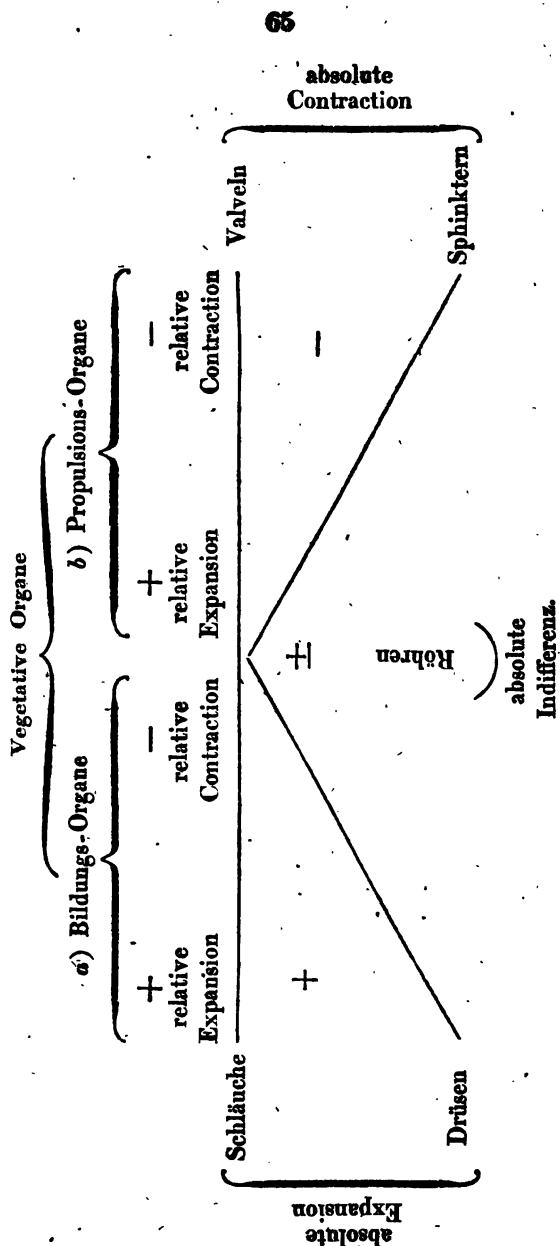 65
Vegetative Organe
a) Bildungs-Organe
b) Propulsions-Organe
+
−
+
−
relative
Expansion
relative
Contraction
relative
Expansion
relative
Contraction
Schläuche
Valveln
+
±
−
Röhren
Drüsen
Sphinktern
absolute
Expansion
absolute
Indifferenz.
absolute
Contraction